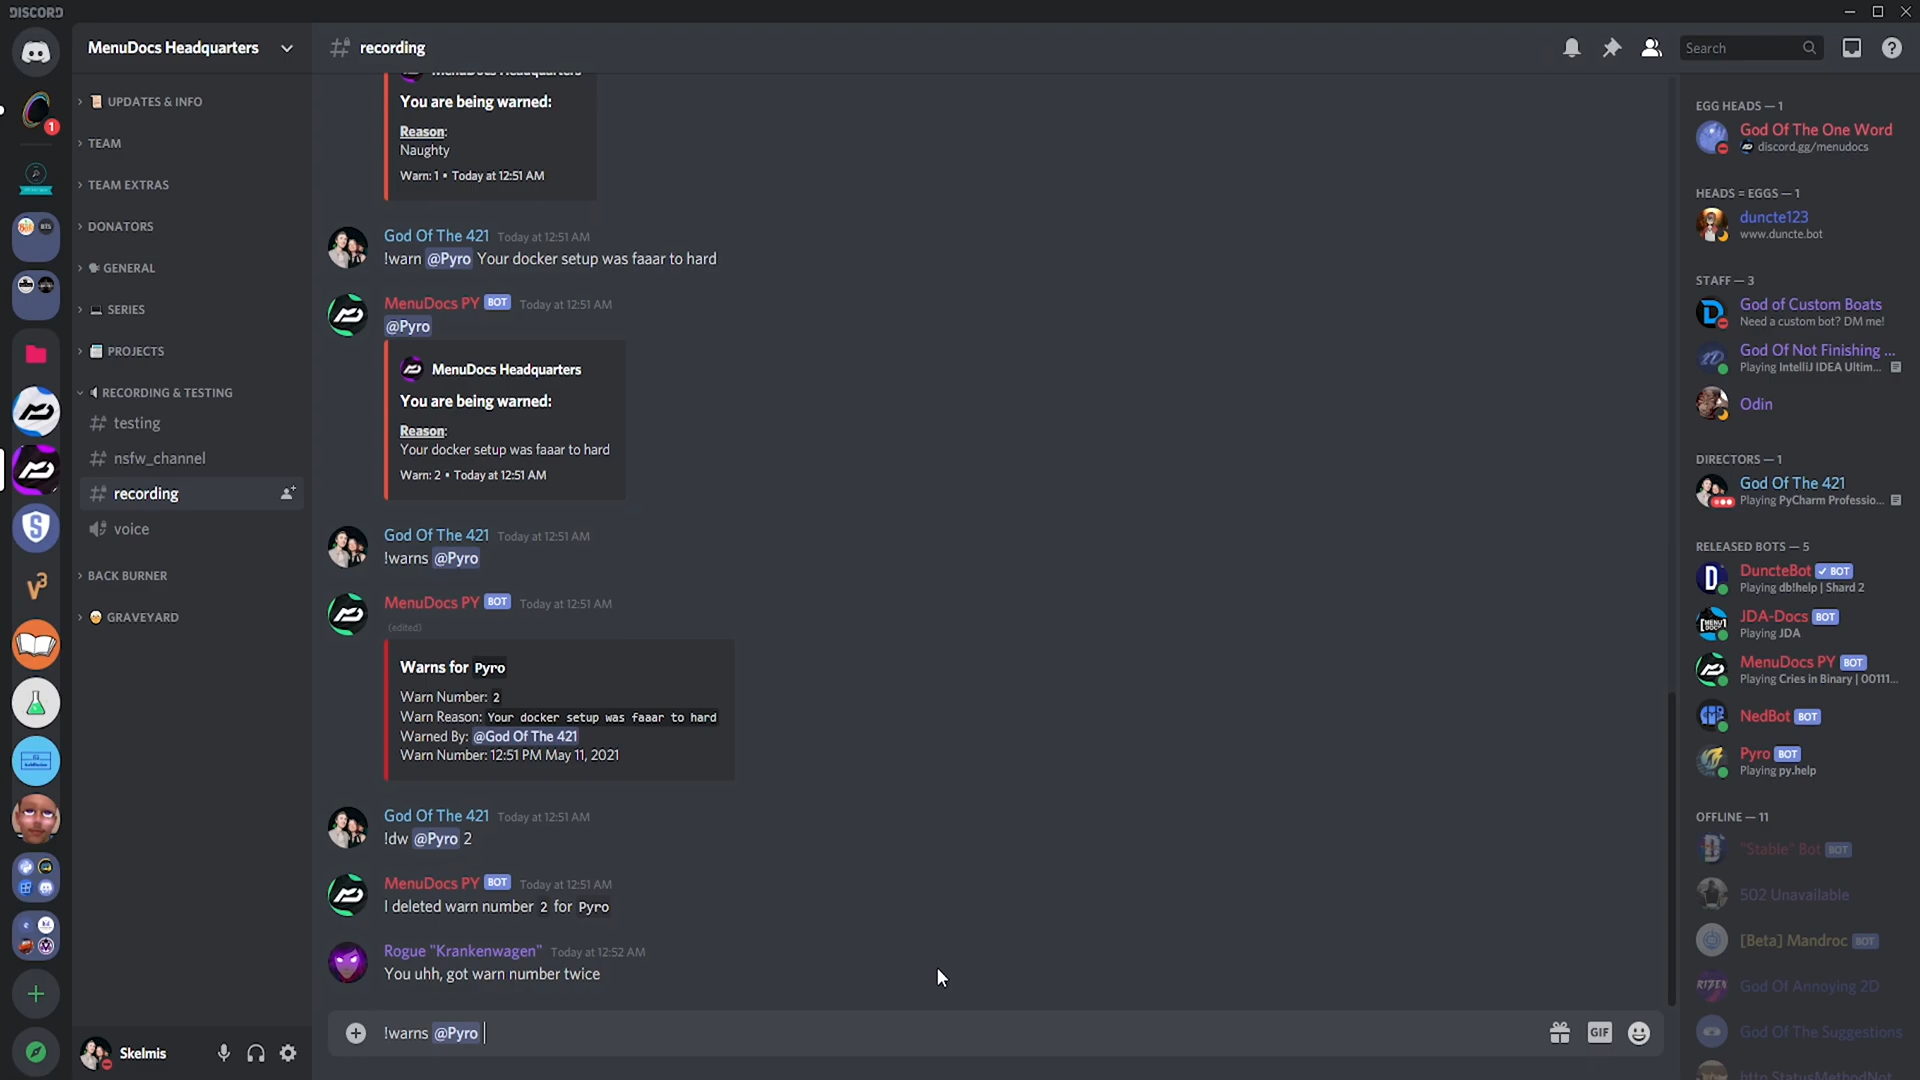 DISCORD
MenuDocs Headquarters
recording
Search
1
UPDATES & INFO
TEAM
TEAM EXTRAS
DONATORS
GENERAL
SERIES
PROJECTS
RECORDING & TESTING
testing
nsfw_channel
recording
voice
BACK BURNER
GRAVEYARD
Skelmis
MenuDocs Headquarters
You are being warned:
Reason:
Naughty
Warn: 1 • Today at 12:51 AM
God Of The 421 Today at 12:51 AM
!warn @Pyro Your docker setup was faaar to hard
MenuDocs PY BOT Today at 12:51 AM
@Pyro
MenuDocs Headquarters
You are being warned:
Reason:
Your docker setup was faaar to hard
Warn: 2 • Today at 12:51 AM
God Of The 421 Today at 12:51 AM
!warns @Pyro
MenuDocs PY BOT Today at 12:51 AM
(edited)
Warns for Pyro
Warn Number: 2
Warn Reason: Your docker setup was faaar to hard
Warned By: @God Of The 421
Warn Number: 12:51 PM May 11, 2021
God Of The 421 Today at 12:51 AM
!dw @Pyro 2
MenuDocs PY BOT Today at 12:51 AM
I deleted warn number 2 for Pyro
Rogue "Krankenwagen" Today at 12:52 AM
You uhh, got warn number twice
!warns @Pyro
GIF
EGG HEADS — 1
God Of The One Word
discord.gg/menudocs
HEADS = EGGS — 1
duncte123
www.duncte.bot
STAFF — 3
God of Custom Boats
Need a custom bot? DM me!
God Of Not Finishing ...
Playing IntelliJ IDEA Ultim...
Odin
DIRECTORS — 1
God Of The 421
Playing PyCharm Professio...
RELEASED BOTS — 5
DuncteBot BOT
Playing db!help | Shard 2
JDA-Docs BOT
Playing JDA
MenuDocs PY BOT
Playing Cries in Binary | 00111...
NedBot BOT
Pyro BOT
Playing py.help
OFFLINE — 11
"Stable" Bot BOT
502 Unavailable
[Beta] Mandroc BOT
God Of Annoying 2D
God Of The Suggestions
http.StatusMethodNot